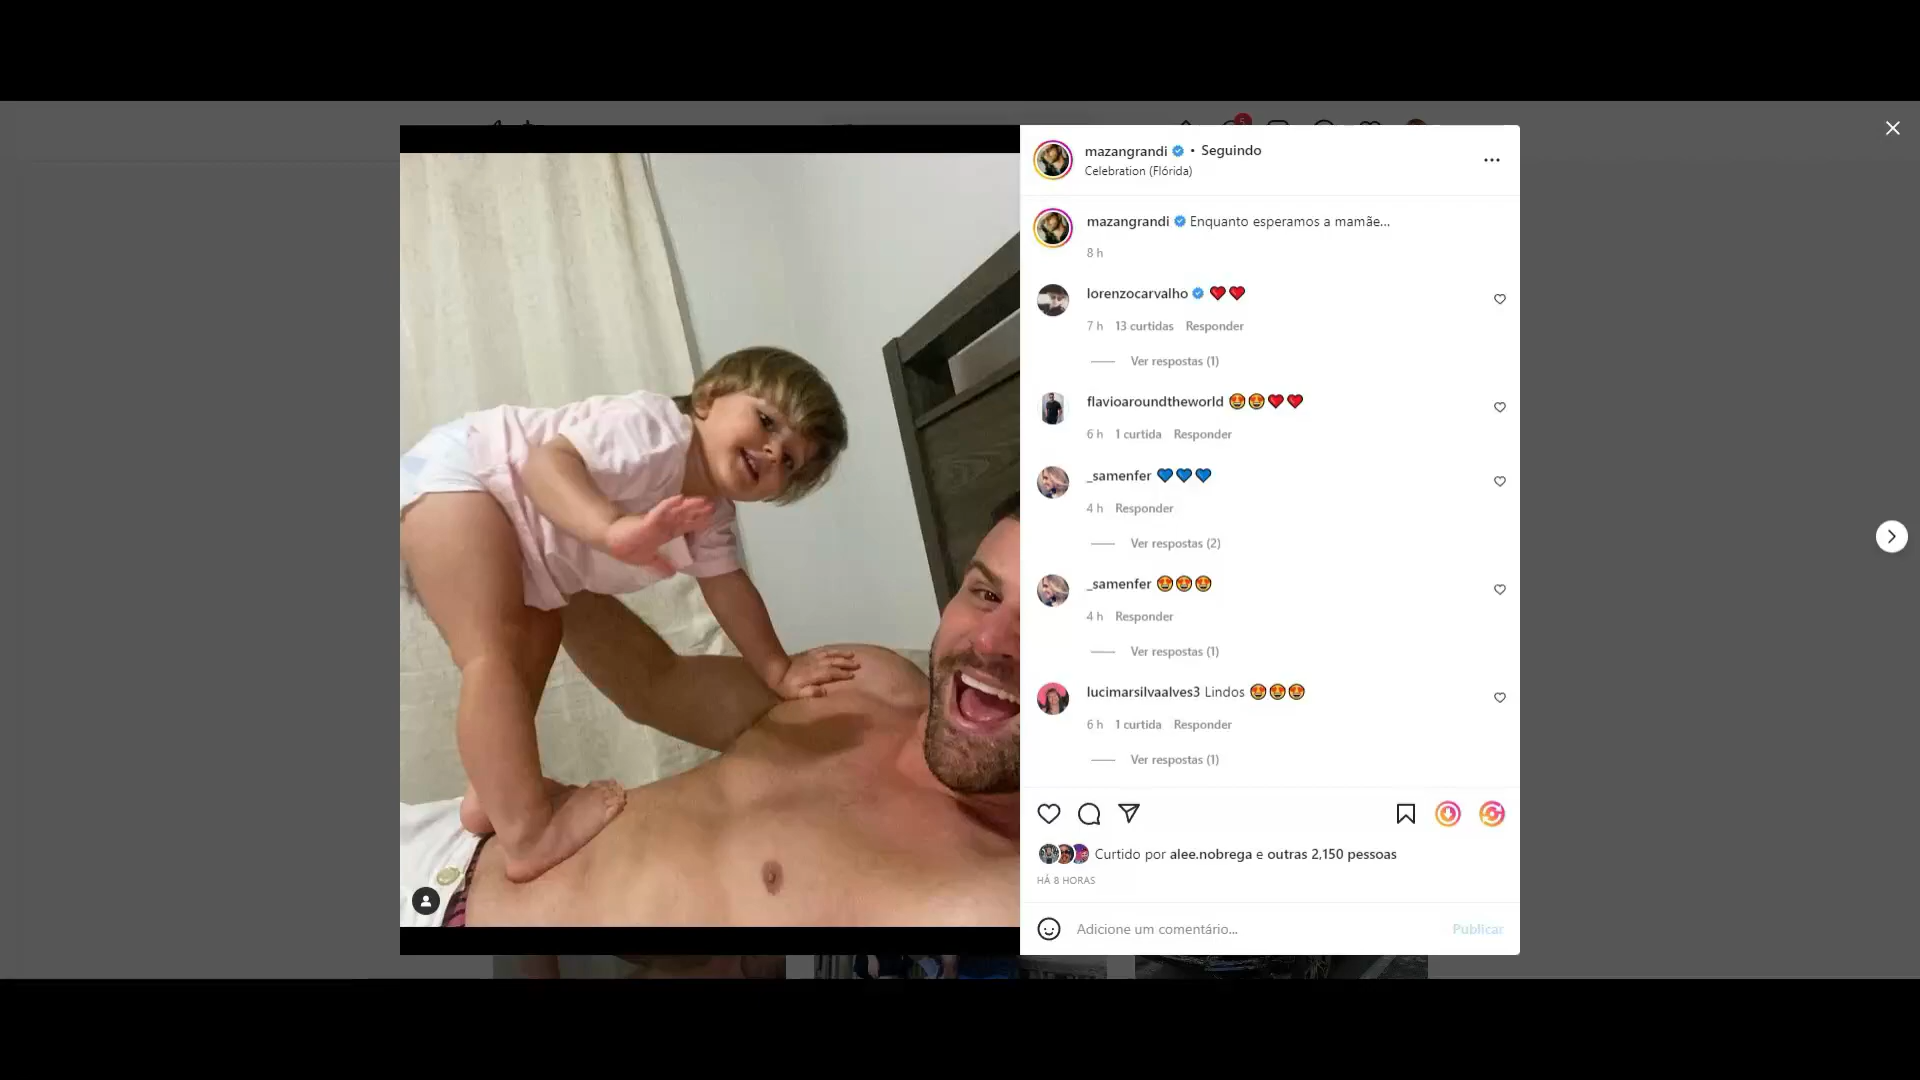 5
mazangrandi • Seguindo
Celebration (Flórida)
mazangrandi Enquanto esperamos a mamãe...
8 h
lorenzocarvalho ❤️❤️
7 h 13 curtidas Responder
Ver respostas (1)
flavioaroundtheworld 🤩🤩❤️❤️
6 h 1 curtida Responder
_samenfer 💙💙💙
4 h Responder
Ver respostas (2)
_samenfer 🤩🤩🤩
4 h Responder
Ver respostas (1)
lucimarsilvaalves3 Lindos 🤩🤩🤩
6 h 1 curtida Responder
Ver respostas (1)
Curtido por alee.nobrega e outras 2,150 pessoas
HÁ 8 HORAS
Adicione um comentário... Publicar